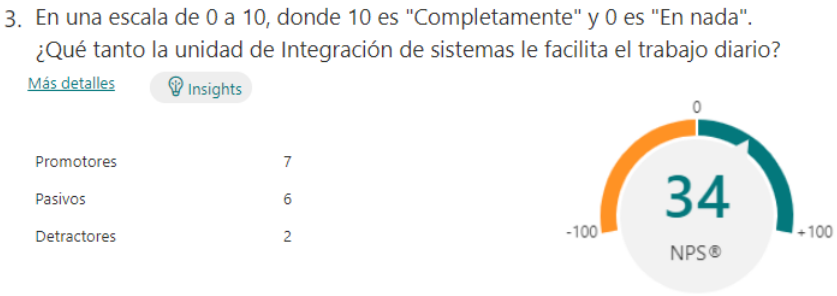 3. En una escala de 0 a 10, donde 10 es "Completamente" y 0 es "En nada".
¿Qué tanto la unidad de Integración de sistemas le facilita el trabajo diario?
Más detalles
Insights
Promotores 7
Pasivos 6
Detractores 2
0
34
-100
+100
NPS®